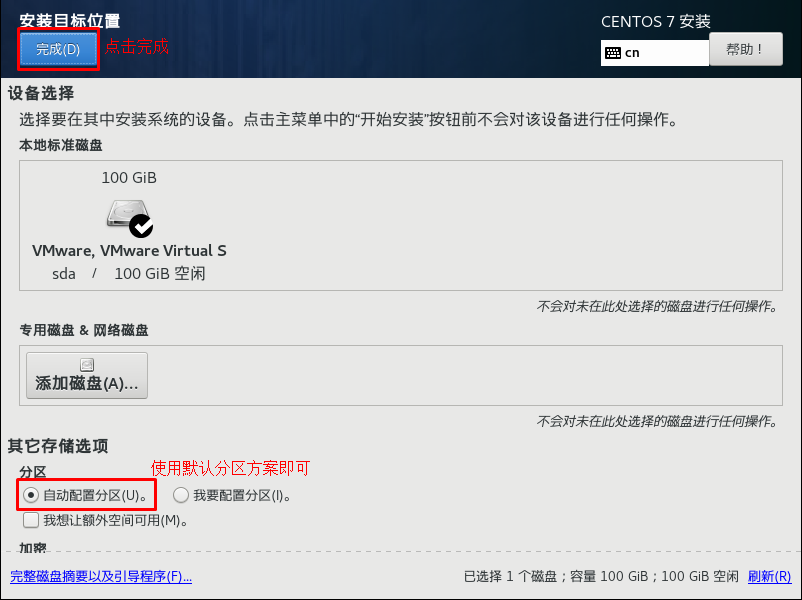 安装目标位置
CENTOS 7 安装
完成(D)
点击完成
cn
帮助！
设备选择
选择要在其中安装系统的设备。点击主菜单中的“开始安装”按钮前不会对该设备进行任何操作。
本地标准磁盘
100 GiB
VMware, VMware Virtual S
sda / 100 GiB 空闲
不会对未在此处选择的磁盘进行任何操作。
专用磁盘 & 网络磁盘
添加磁盘(A)...
不会对未在此处选择的磁盘进行任何操作。
其它存储选项
分区
使用默认分区方案即可
自动配置分区(U)。
我要配置分区(I)。
我想让额外空间可用(M)。
加密
完整磁盘摘要以及引导程序(F)...
已选择 1 个磁盘；容量 100 GiB；100 GiB 空闲
刷新(R)